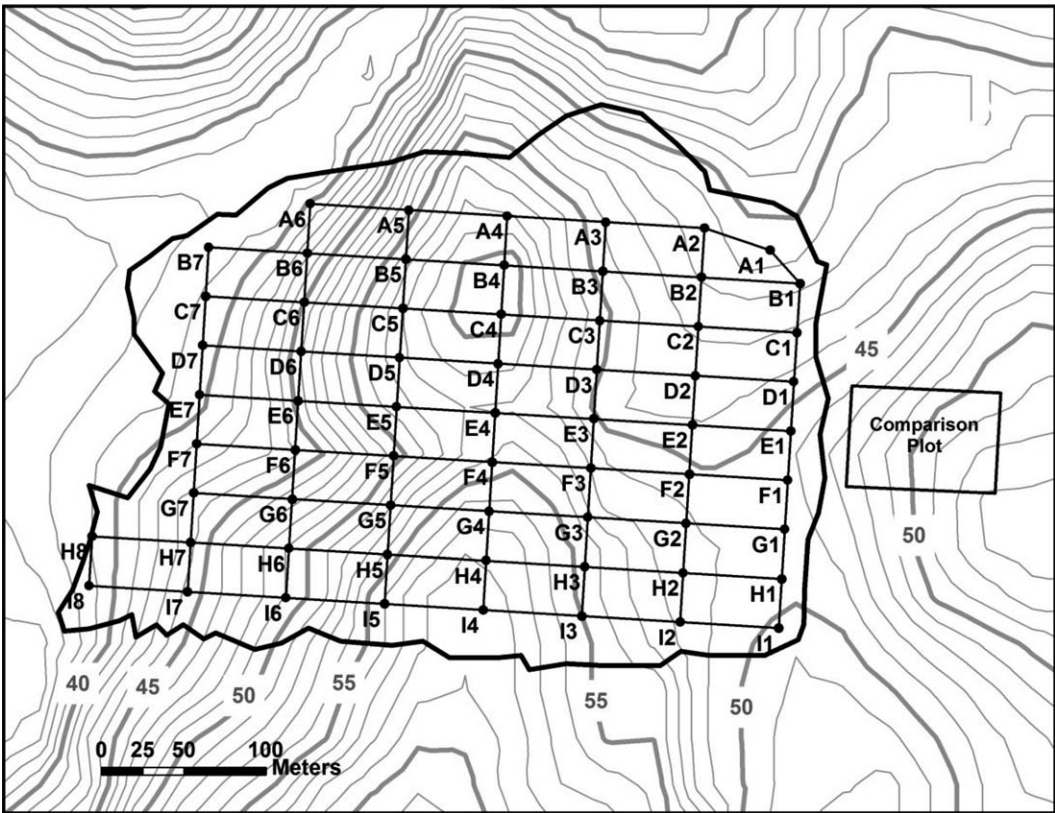 A6 A5 A4 A3 A2 A1
B7 B6 B5 B4 B3 B2 B1
C7 C6 C5 C4 C3 C2 C1
D7 D6 D5 D4 D3 D2 D1
E7 E6 E5 E4 E3 E2 E1
F7 F6 F5 F4 F3 F2 F1
G7 G6 G5 G4 G3 G2 G1
H8 H7 H6 H5 H4 H3 H2 H1
I8 I7 I6 I5 I4 I3 I2 I1
45
Comparison
Plot
50
40 45 50 55 55 50
0 25 50 100
Meters